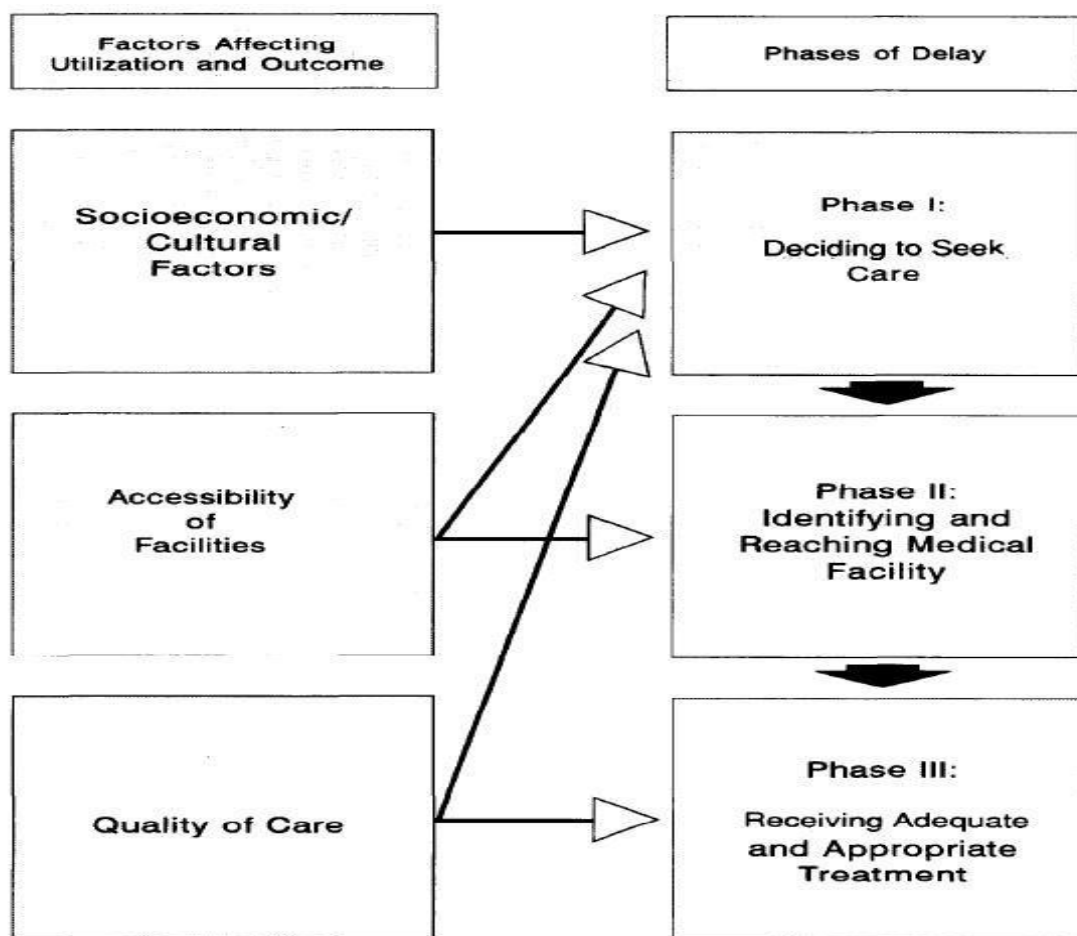 Factors Affecting
Utilization and Outcome
Phases of Delay
Socioeconomic/
Cultural
Factors
Phase I:
Deciding to Seek
Care
Accessibility
of
Facilities
Phase II:
Identifying and
Reaching Medical
Facility
Quality of Care
Phase III:
Receiving Adequate
and Appropriate
Treatment